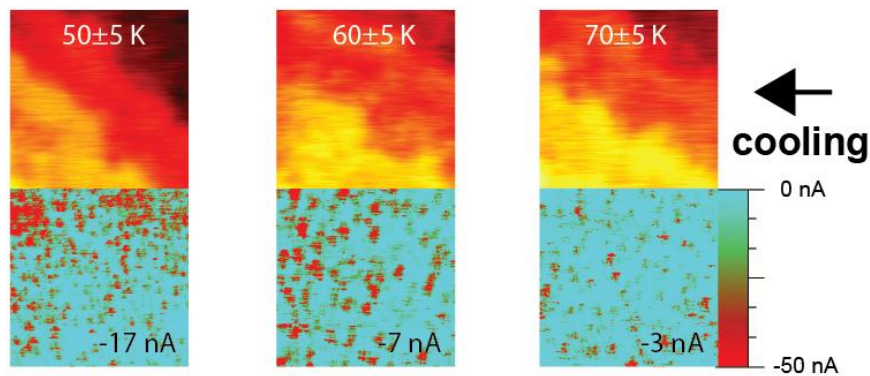 50±5 K
60±5 K
70±5 K
cooling
0 nA
-17 nA
-7 nA
-3 nA
-50 nA